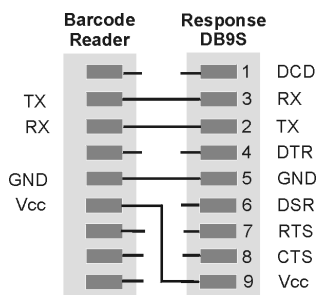 Barcode Reader
Response DB9S
1 DCD
TX 3 RX
RX 2 TX
4 DTR
GND 5 GND
Vcc 6 DSR
7 RTS
8 CTS
9 Vcc